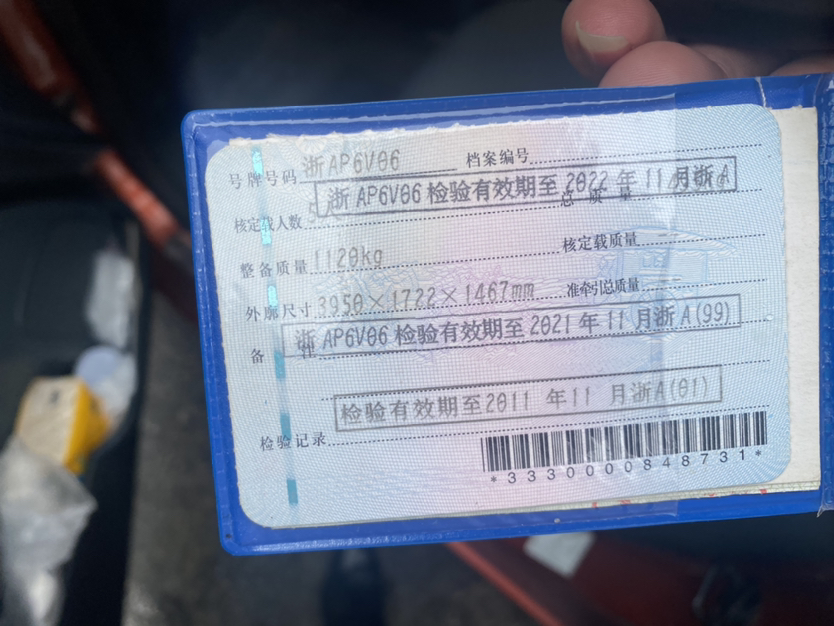 号牌号码 浙AP6V06 档案编号
浙AP6V06检验有效期至2022年11月浙A
核定载人数 总质量
整备质量 1120kg 核定载质量
外廓尺寸 3950×1722×1467mm 准牵引总质量
浙AP6V06检验有效期至2021年11月浙A(99)
备注
检验有效期至2011年11月浙A(01)
检验记录
*3330000848731*